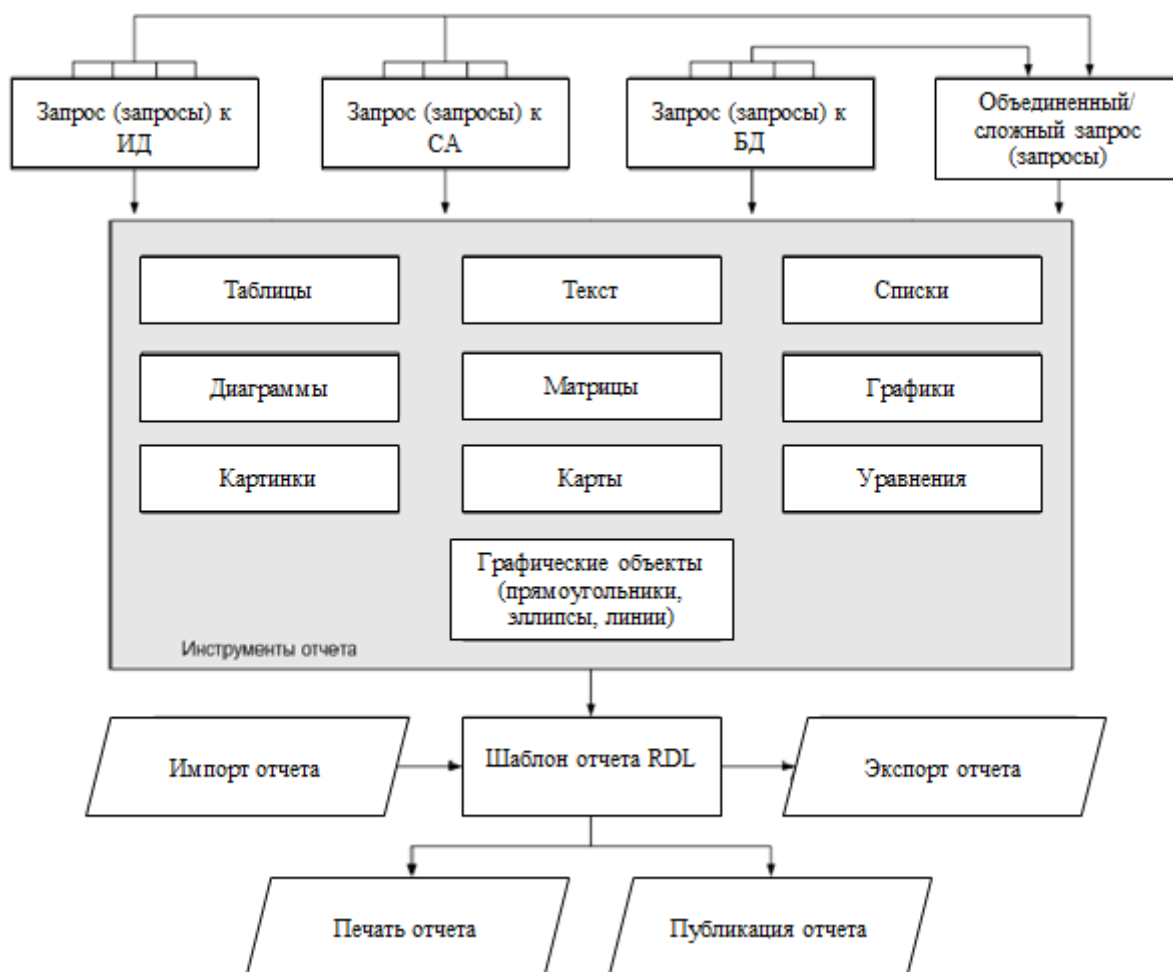 Запрос (запросы) к
ИД
Запрос (запросы) к
СА
Запрос (запросы) к
БД
Объединенный/
сложный запрос
(запросы)
Таблицы
Текст
Списки
Диаграммы
Матрицы
Графики
Картинки
Карты
Уравнения
Графические объекты
(прямоугольники,
эллипсы, линии)
Инструменты отчета
Импорт отчета
Шаблон отчета RDL
Экспорт отчета
Печать отчета
Публикация отчета